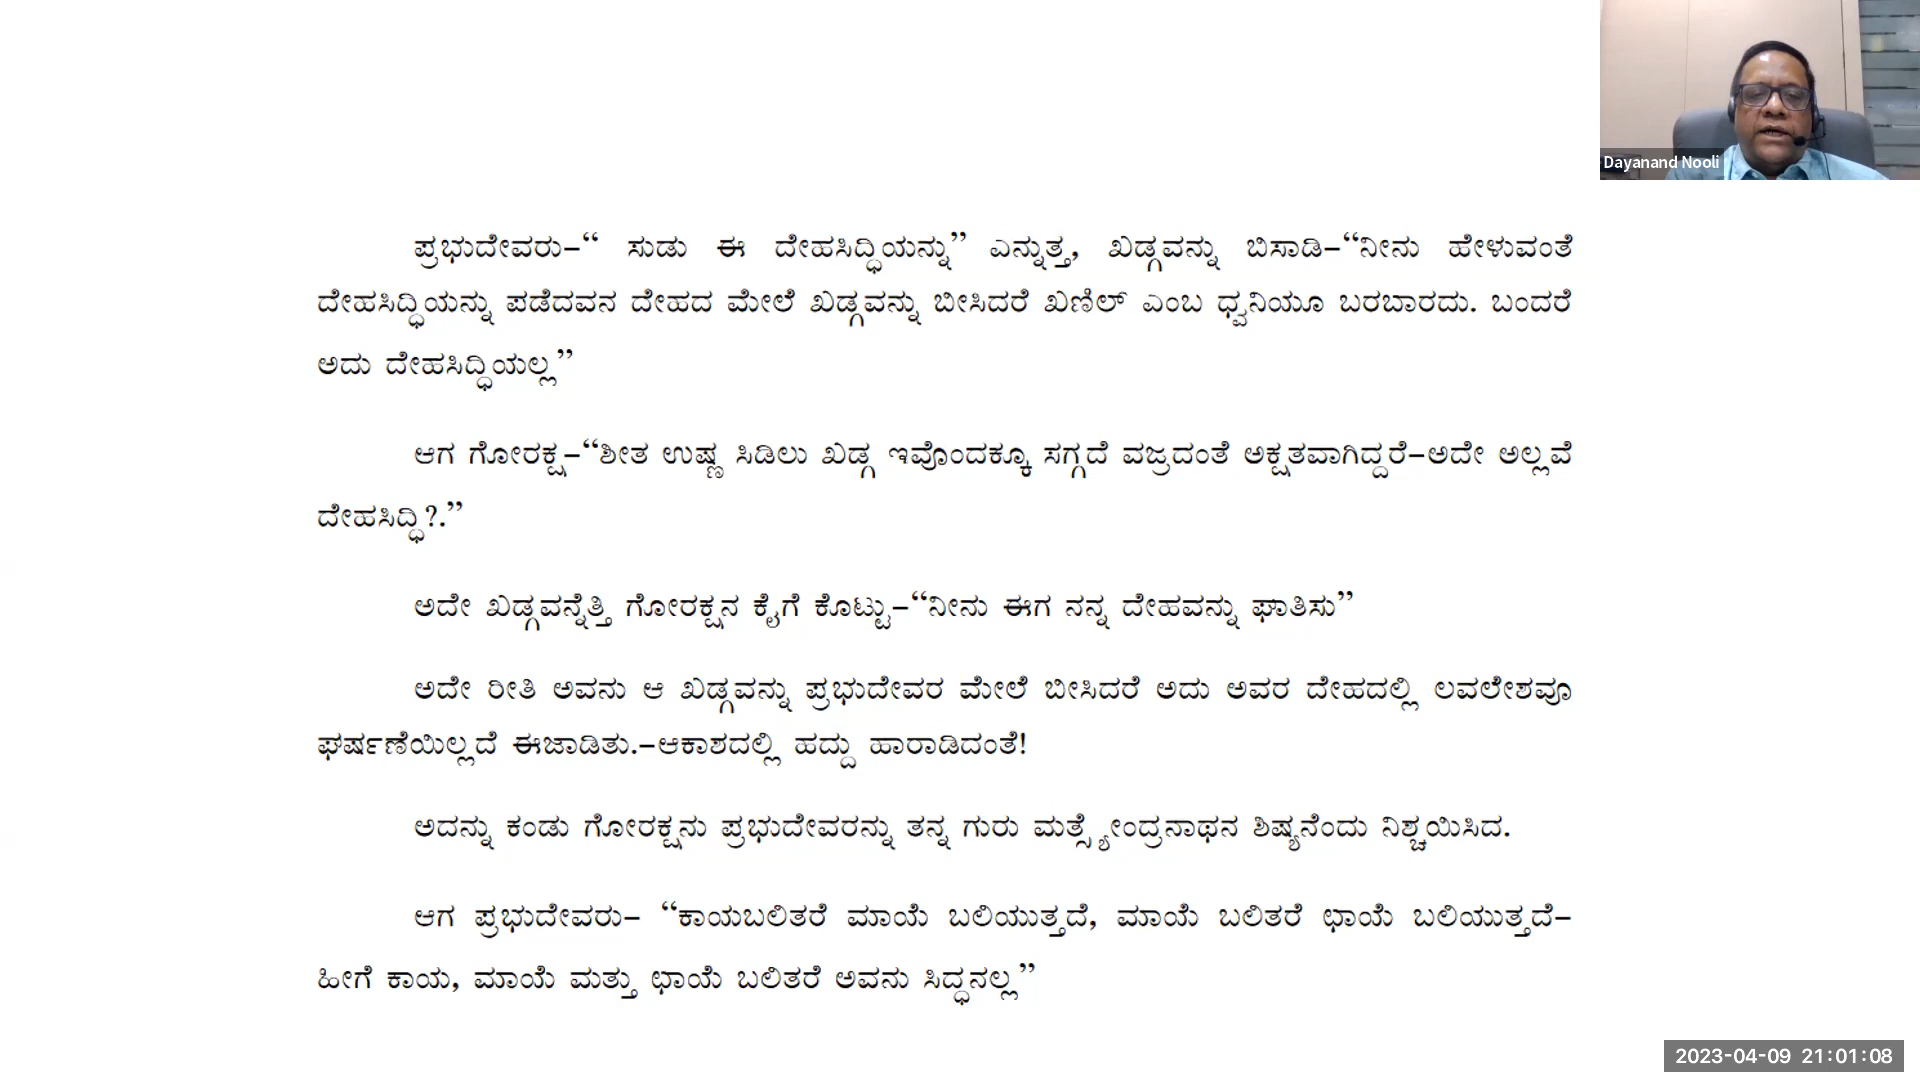 Dayanand Nooli
ಪ್ರಭುದೇವರು–“ ಸುಡು ಈ ದೇಹಸಿದ್ಧಿಯನ್ನು” ಎನ್ನುತ್ತ, ಖಡ್ಗವನ್ನು ಬಿಸಾಡಿ–“ನೀನು ಹೇಳುವಂತೆ
ದೇಹಸಿದ್ಧಿಯನ್ನು ಪಡೆದವನ ದೇಹದ ಮೇಲೆ ಖಡ್ಗವನ್ನು ಬೀಸಿದರೆ ಖಣಿಲ್ ಎಂಬ ಧ್ವನಿಯೂ ಬರಬಾರದು. ಬಂದರೆ
ಅದು ದೇಹಸಿದ್ಧಿಯಲ್ಲ”
ಆಗ ಗೋರಕ್ಷ–“ಶೀತ ಉಷ್ಣ ಸಿಡಿಲು ಖಡ್ಗ ಇವೊಂದಕ್ಕೂ ಸಗ್ಗದೆ ವಜ್ರದಂತೆ ಅಕ್ಷತವಾಗಿದ್ದರೆ–ಅದೇ ಅಲ್ಲವೆ
ದೇಹಸಿದ್ಧಿ?.”
ಅದೇ ಖಡ್ಗವನ್ನೆತ್ತಿ ಗೋರಕ್ಷನ ಕೈಗೆ ಕೊಟ್ಟು–“ನೀನು ಈಗ ನನ್ನ ದೇಹವನ್ನು ಘಾತಿಸು”
ಅದೇ ರೀತಿ ಅವನು ಆ ಖಡ್ಗವನ್ನು ಪ್ರಭುದೇವರ ಮೇಲೆ ಬೀಸಿದರೆ ಅದು ಅವರ ದೇಹದಲ್ಲಿ ಲವಲೇಶವೂ
ಘರ್ಷಣೆಯಿಲ್ಲದೆ ಈಜಾಡಿತು.–ಆಕಾಶದಲ್ಲಿ ಹದ್ದು ಹಾರಾಡಿದಂತೆ!
ಅದನ್ನು ಕಂಡು ಗೋರಕ್ಷನು ಪ್ರಭುದೇವರನ್ನು ತನ್ನ ಗುರು ಮತ್ಸ್ಯೇಂದ್ರನಾಥನ ಶಿಷ್ಯನೆಂದು ನಿಶ್ಚಯಿಸಿದ.
ಆಗ ಪ್ರಭುದೇವರು– “ಕಾಯಬಲಿತರೆ ಮಾಯೆ ಬಲಿಯುತ್ತದೆ, ಮಾಯೆ ಬಲಿತರೆ ಛಾಯೆ ಬಲಿಯುತ್ತದೆ–
ಹೀಗೆ ಕಾಯ, ಮಾಯೆ ಮತ್ತು ಛಾಯೆ ಬಲಿತರೆ ಅವನು ಸಿದ್ಧನಲ್ಲ”
2023-04-09 21:01:08